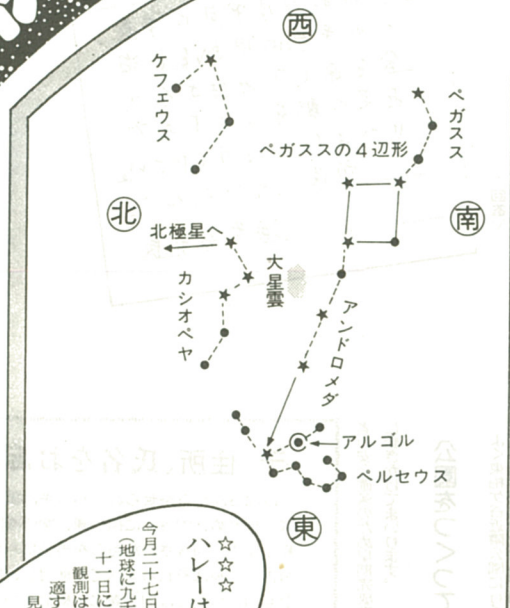 西
ケフェウス
ペガスス
ペガススの4辺形
北
南
北極星へ
大星雲
カシオペヤ
アンドロメダ
アルゴル
ペルセウス
東
☆☆☆
ハレーは
今月二十七日
(地球に九千
十一日に
観測は
適す
見